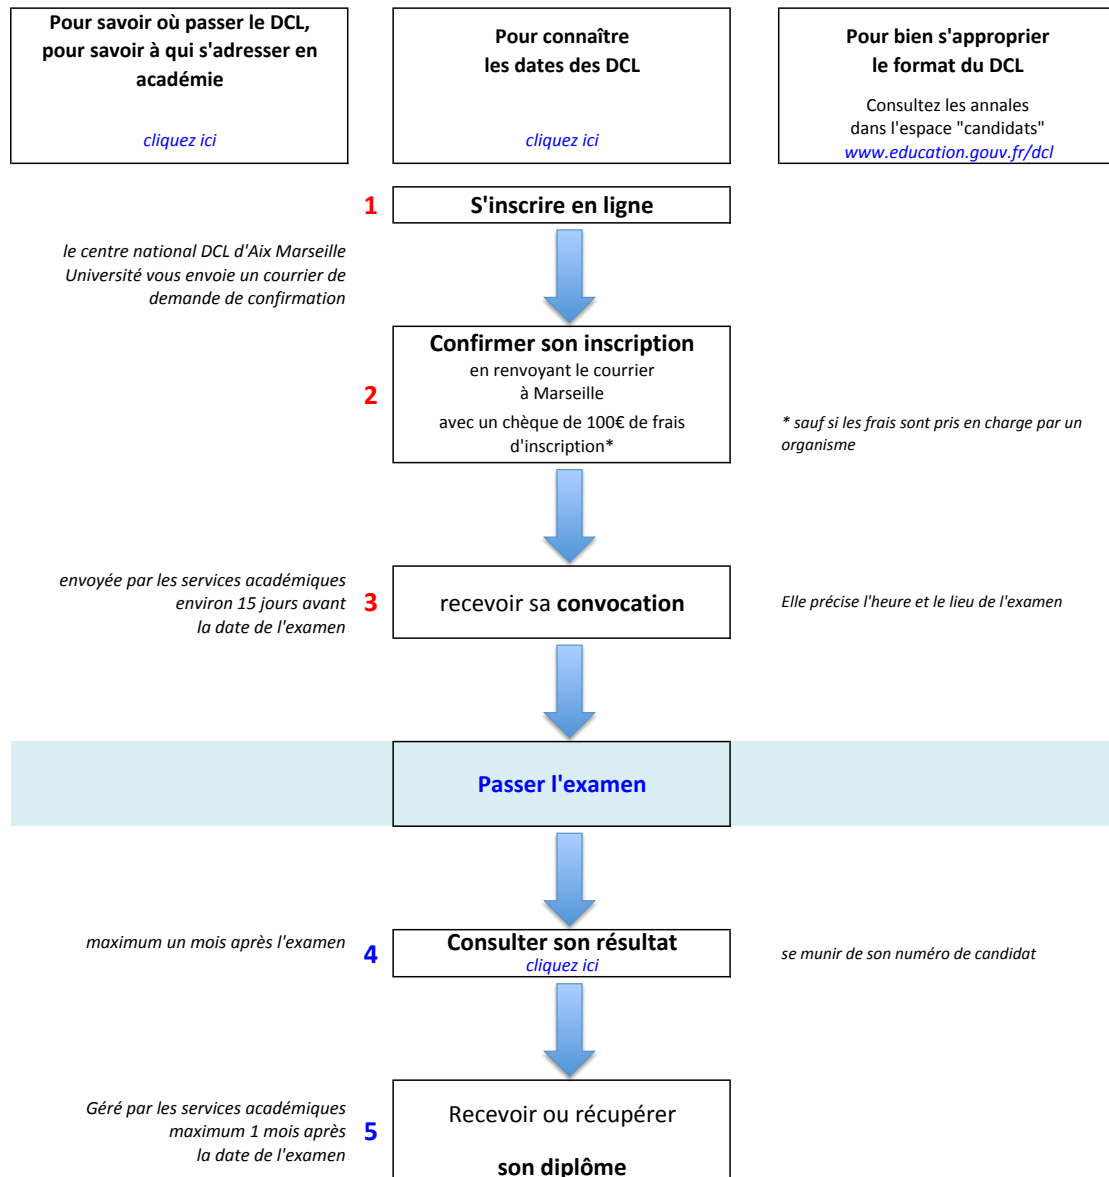 Pour savoir où passer le DCL,
pour savoir à qui s'adresser en
académie
cliquez ici
Pour connaître
les dates des DCL
cliquez ici
Pour bien s'approprier
le format du DCL
Consultez les annales
dans l'espace "candidats"
www.education.gouv.fr/dcl
1
S'inscrire en ligne
le centre national DCL d'Aix Marseille
Université vous envoie un courrier de
demande de confirmation
2
Confirmer son inscription
en renvoyant le courrier
à Marseille
avec un chèque de 100€ de frais
d'inscription*
* sauf si les frais sont pris en charge par un
organisme
envoyée par les services académiques
environ 15 jours avant
la date de l'examen
3
recevoir sa convocation
Elle précise l'heure et le lieu de l'examen
Passer l'examen
maximum un mois après l'examen
4
Consulter son résultat
cliquez ici
se munir de son numéro de candidat
Géré par les services académiques
maximum 1 mois après
la date de l'examen
5
Recevoir ou récupérer
son diplôme